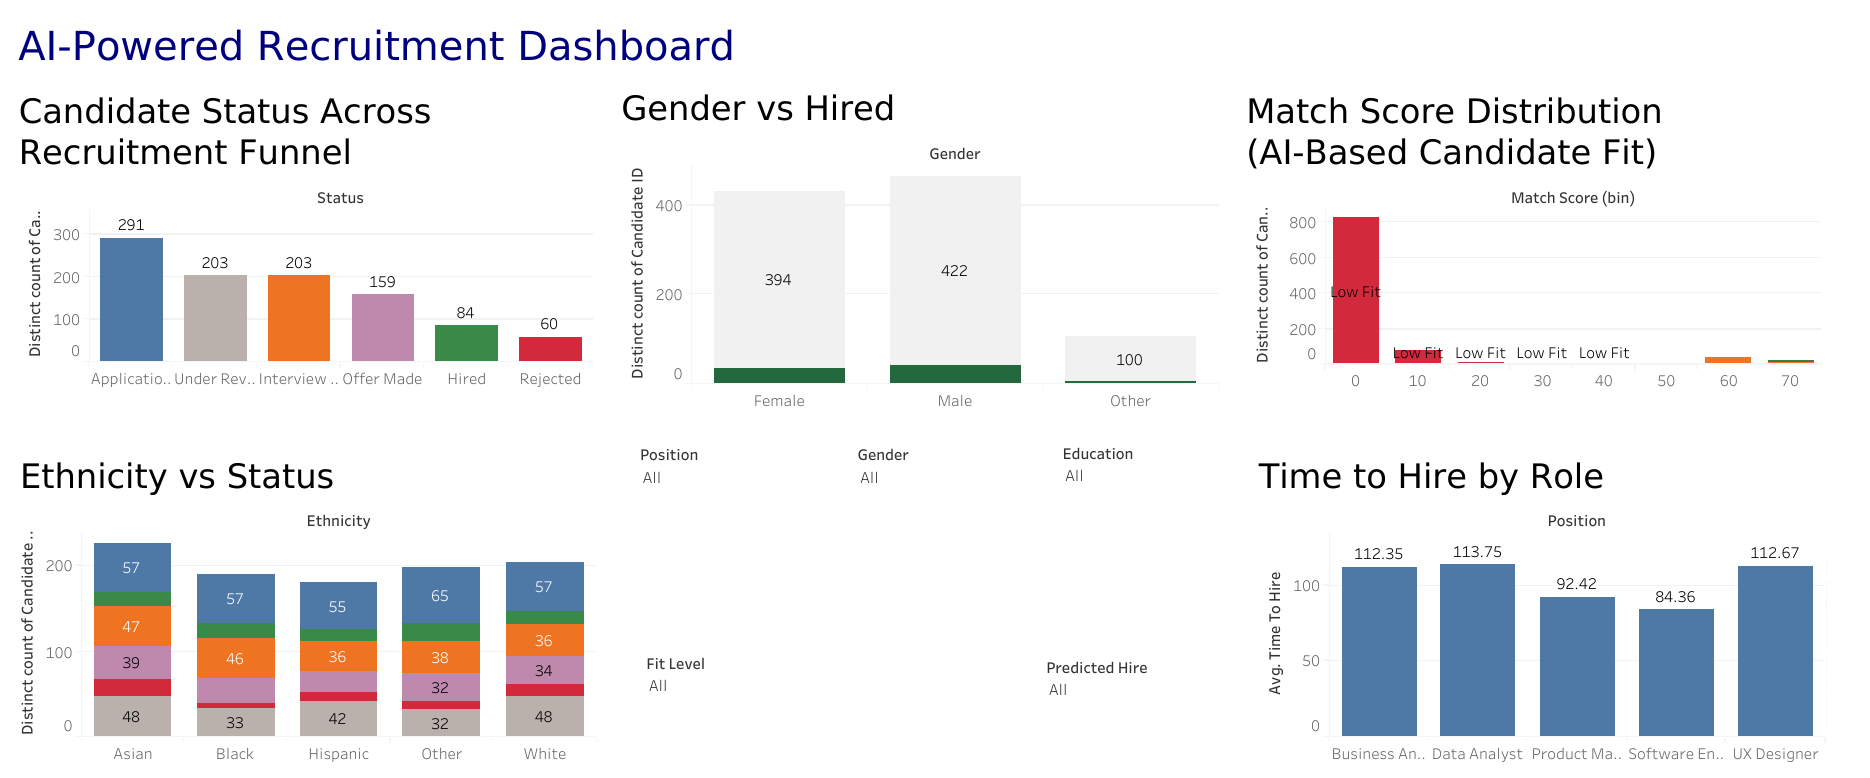 AI-Powered Recruitment Dashboard
Candidate Status Across
Recruitment Funnel
Status
Distinct count of Ca..
300
200
100
0
291
203
203
159
84
60
Applicatio.. Under Rev.. Interview .. Offer Made Hired Rejected
Gender vs Hired
Gender
Distinct count of Candidate ID
400
200
0
394
422
100
Female Male Other
Match Score Distribution
(AI-Based Candidate Fit)
Match Score (bin)
Distinct count of Can..
800
600
400
200
0
Low Fit
Low Fit Low Fit Low Fit Low Fit
0 10 20 30 40 50 60 70
Ethnicity vs Status
Ethnicity
Distinct count of Candidate ..
200
100
0
57
47
39
48
57
46
33
55
36
42
65
38
32
32
57
36
34
48
Asian Black Hispanic Other White
Position
All
Gender
All
Education
All
Fit Level
All
Predicted Hire
All
Time to Hire by Role
Position
Avg. Time To Hire
100
50
0
112.35
113.75
92.42
84.36
112.67
Business An.. Data Analyst Product Ma.. Software En.. UX Designer